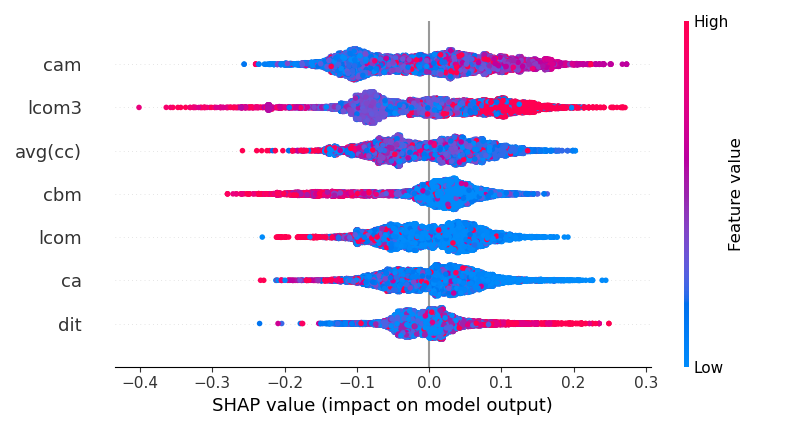 High
cam
lcom3
avg(cc)
cbm
lcom
ca
dit
Feature value
Low
−0.4 −0.3 −0.2 −0.1 0.0 0.1 0.2 0.3
SHAP value (impact on model output)